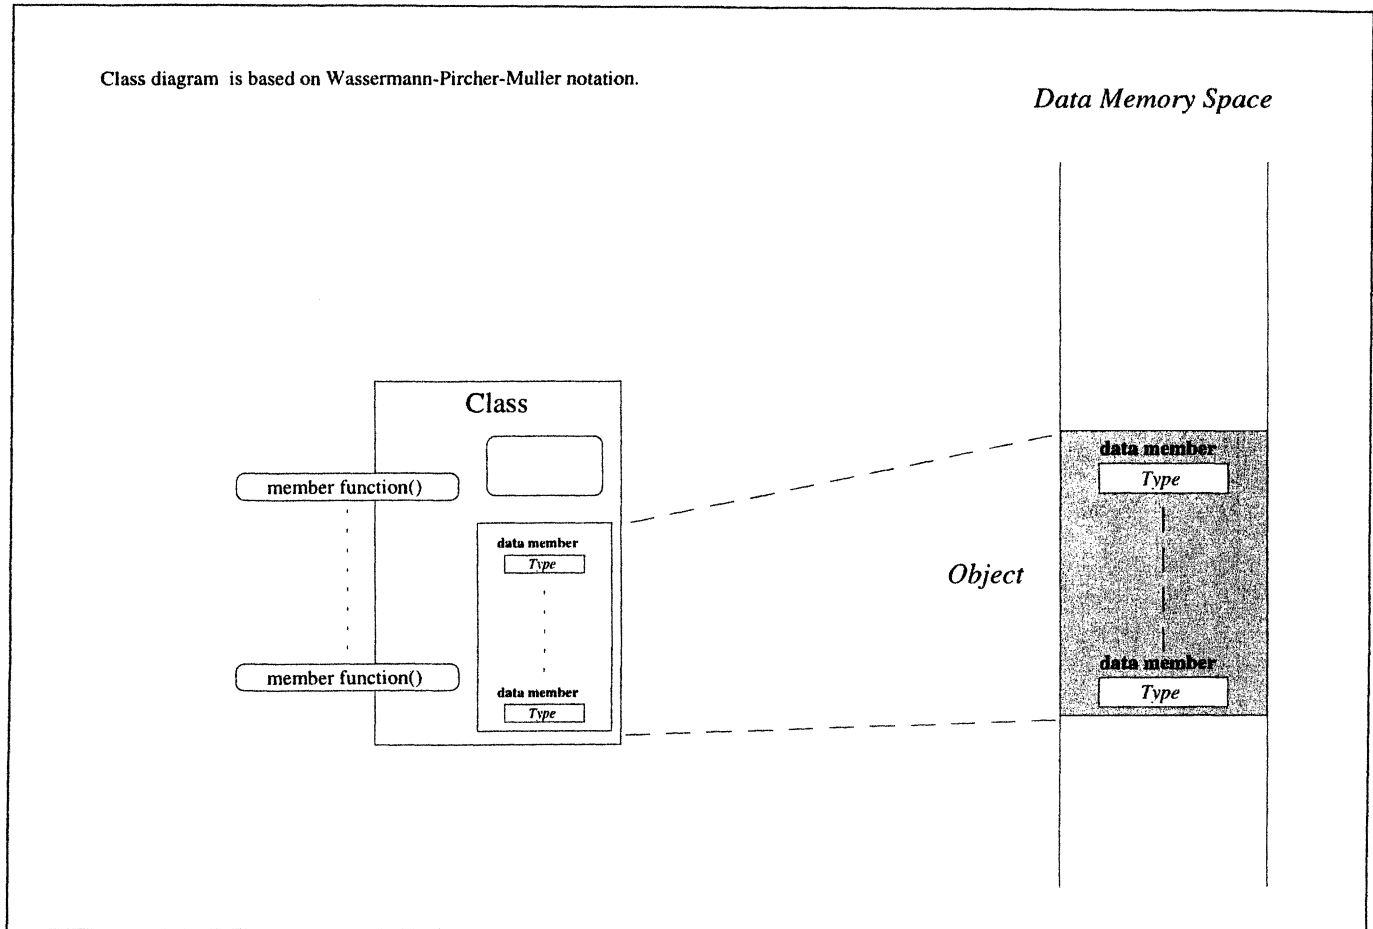 Class diagram is based on Wassermann-Pircher-Muller notation.
Data Memory Space
Class
member function()
data member
Type
data member
Type
member function()
Object
data member
Type
data member
Type